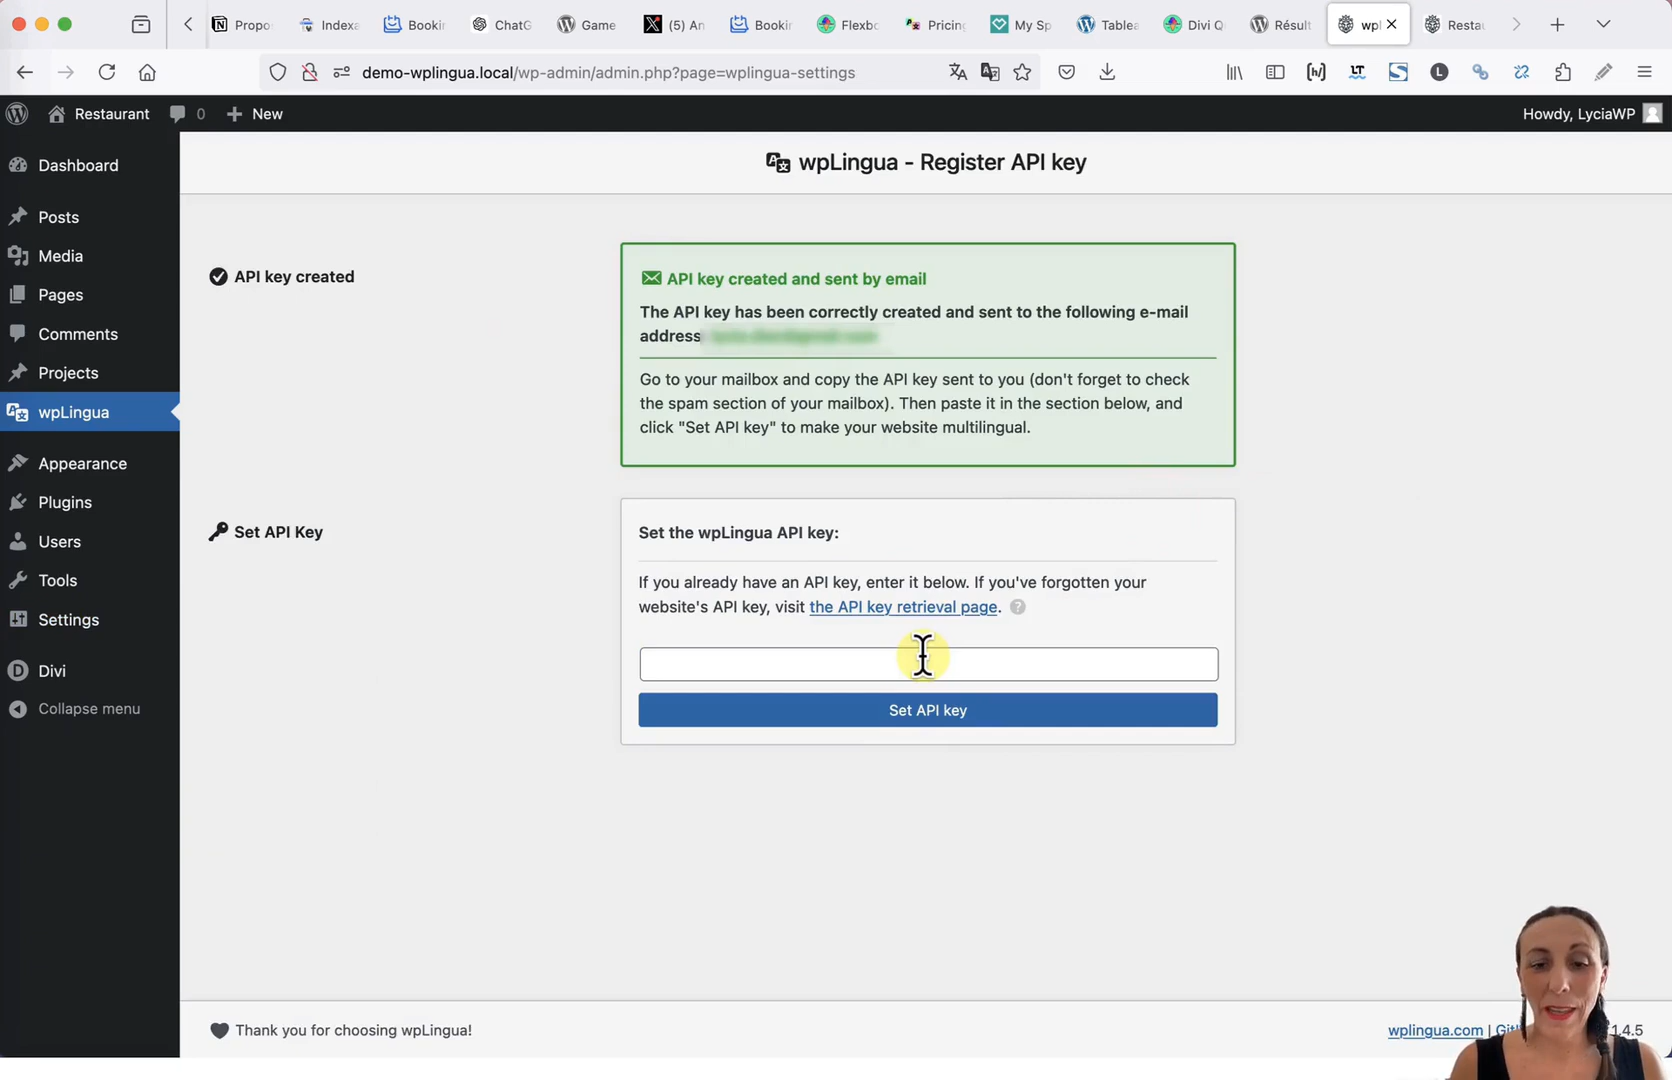 Propo
Indexa
Bookin
ChatG
Game
(5) An
Bookin
Flexbo
Pricing
My Sp
Tablea
Divi Q
Résult
wpl
Restau
demo-wplingua.local/wp-admin/admin.php?page=wplingua-settings
Restaurant
0
New
Howdy, LyciaWP
Dashboard
Posts
Media
Pages
Comments
Projects
wpLingua
Appearance
Plugins
Users
Tools
Settings
Divi
Collapse menu
wpLingua - Register API key
API key created
API key created and sent by email
The API key has been correctly created and sent to the following e-mail
address
Go to your mailbox and copy the API key sent to you (don't forget to check
the spam section of your mailbox). Then paste it in the section below, and
click "Set API key" to make your website multilingual.
Set API Key
Set the wpLingua API key:
If you already have an API key, enter it below. If you've forgotten your
website's API key, visit the API key retrieval page. ?
Set API key
Thank you for choosing wpLingua!
wplingua.com | Git
1.4.5